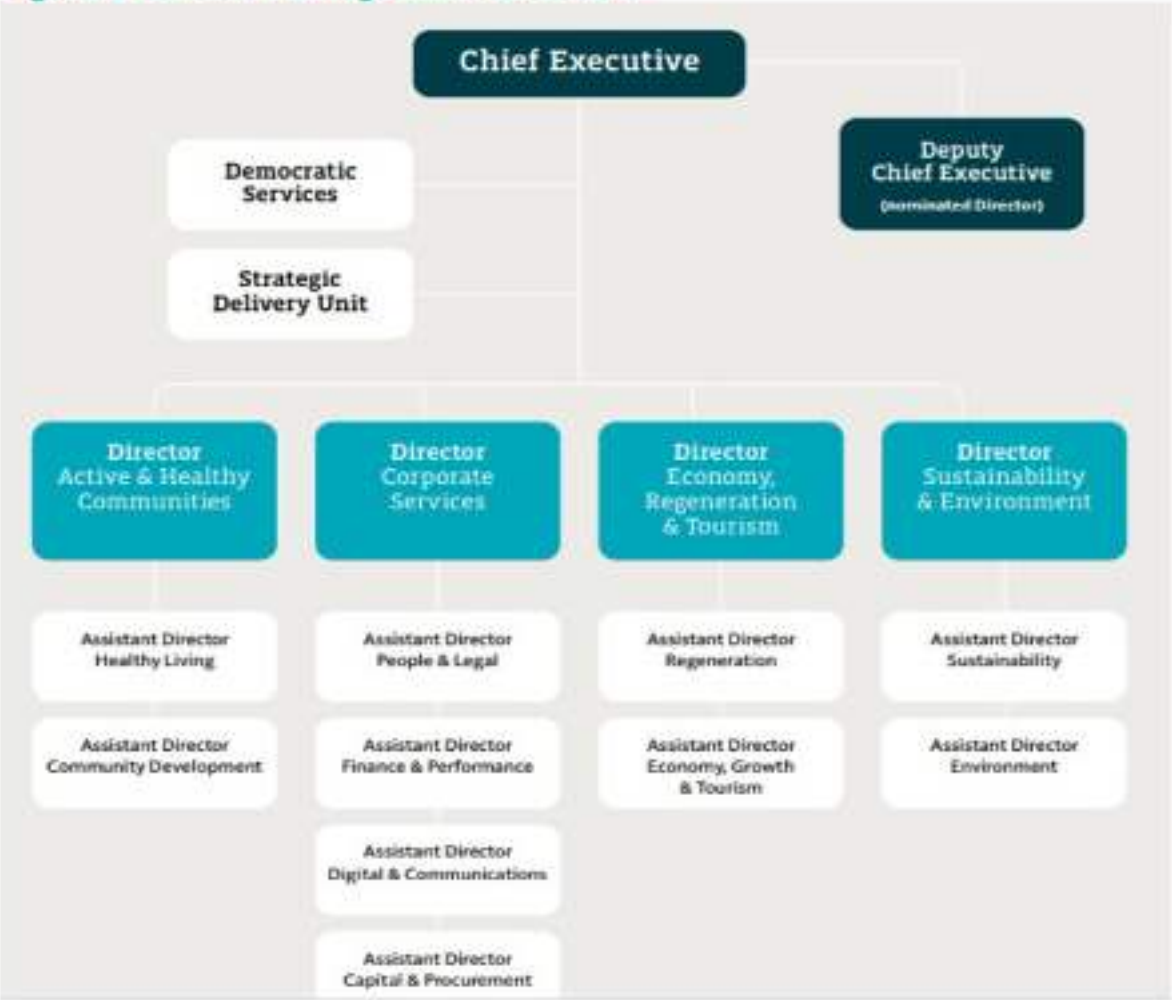 Chief Executive
Deputy
Chief Executive
(nominated Director)
Democratic
Services
Strategic
Delivery Unit
Director
Active & Healthy
Communities
Director
Corporate
Services
Director
Economy,
Regeneration
& Tourism
Director
Sustainability
& Environment
Assistant Director
Healthy Living
Assistant Director
People & Legal
Assistant Director
Regeneration
Assistant Director
Sustainability
Assistant Director
Community Development
Assistant Director
Finance & Performance
Assistant Director
Economy, Growth
& Tourism
Assistant Director
Environment
Assistant Director
Digital & Communications
Assistant Director
Capital & Procurement